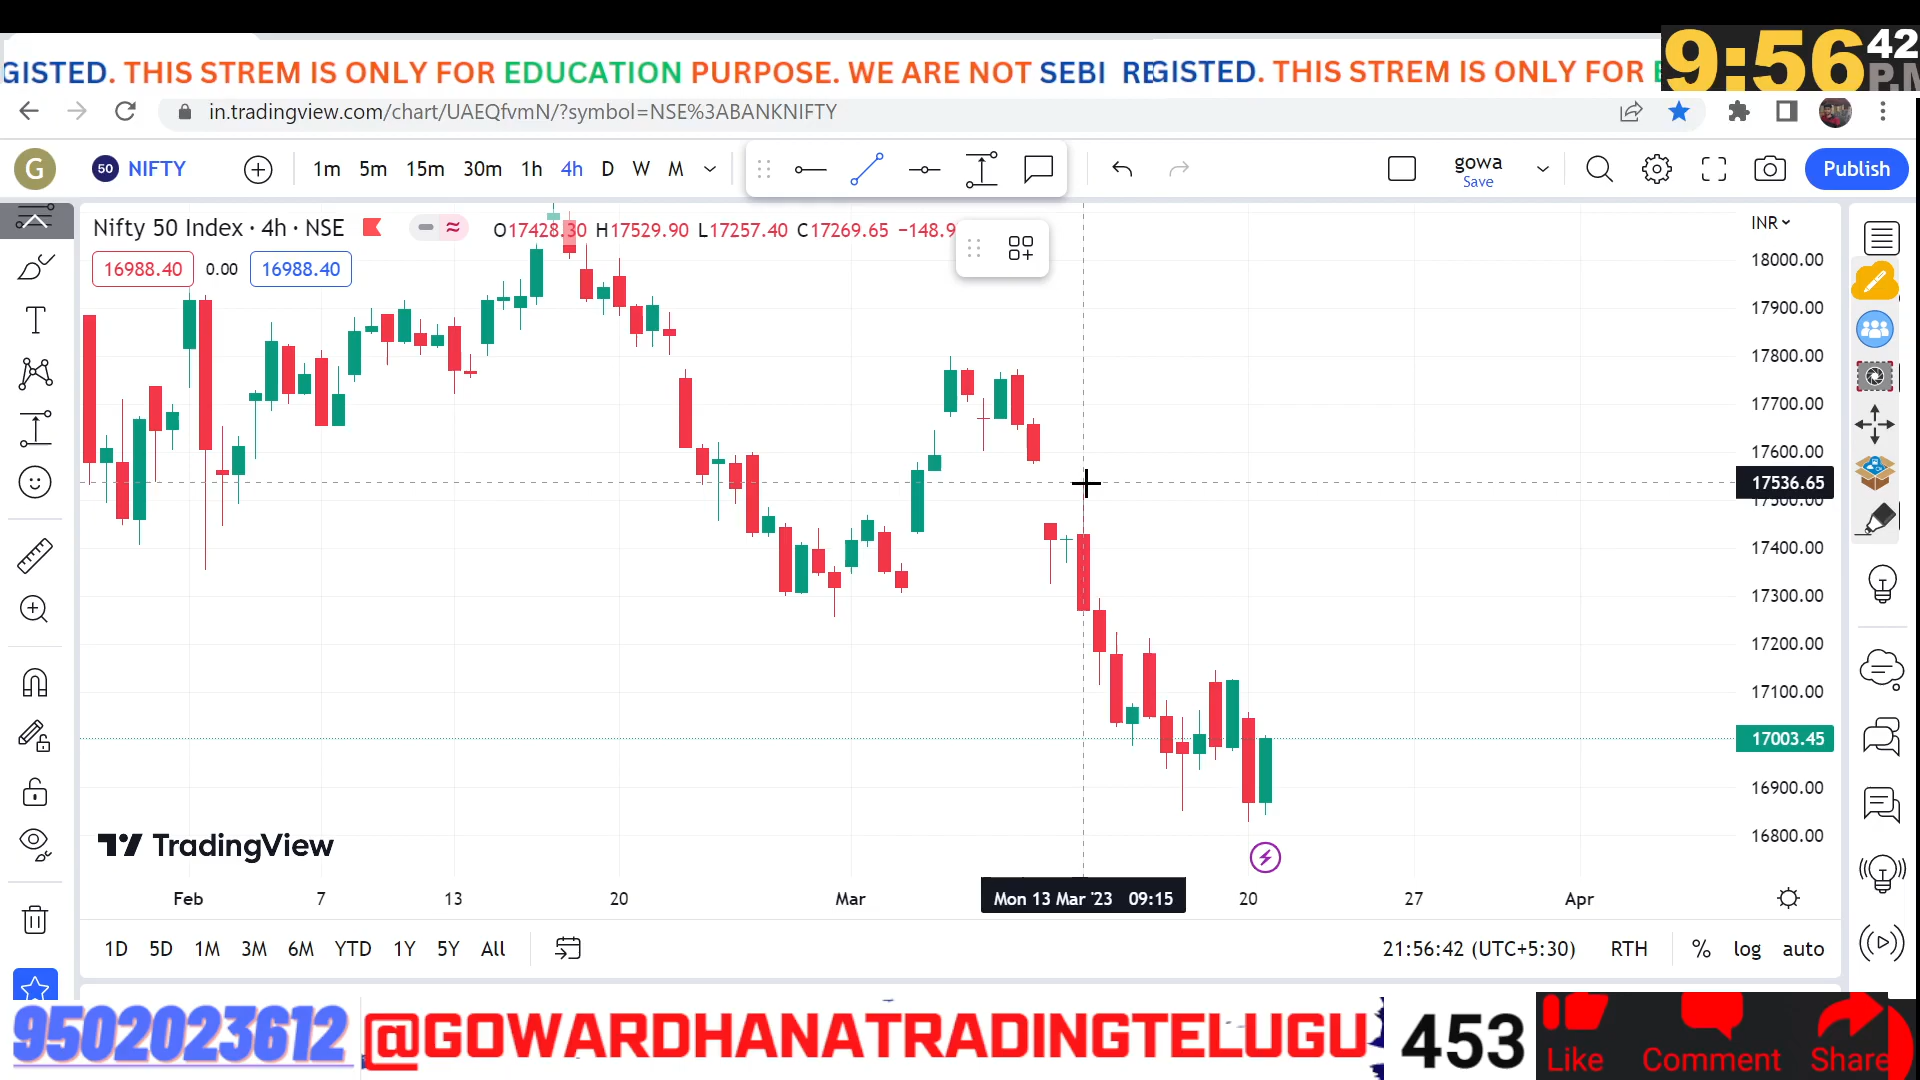 GISTED. THIS STREM IS ONLY FOR EDUCATION PURPOSE. WE ARE NOT SEBI REGISTED. THIS STREM IS ONLY FOR E
9:56 42 P.M
in.tradingview.com/chart/UAEQfvmN/?symbol=NSE%3ABANKNIFTY
G 50 NIFTY 1m 5m 15m 30m 1h 4h D W M gowa Save Publish
Nifty 50 Index · 4h · NSE O17428.30 H17529.90 L17257.40 C17269.65 −148.9
INR
16988.40 0.00 16988.40
18000.00
17900.00
17800.00
17700.00
17600.00
17536.65
17500.00
17400.00
17300.00
17200.00
17100.00
17003.45
16900.00
16800.00
TradingView
Feb 7 13 20 Mar Mon 13 Mar '23 09:15 20 27 Apr
1D 5D 1M 3M 6M YTD 1Y 5Y All 21:56:42 (UTC+5:30) RTH % log auto
9502023612 @GOWARDHANATRADINGTELUGU 453 Like Comment Share